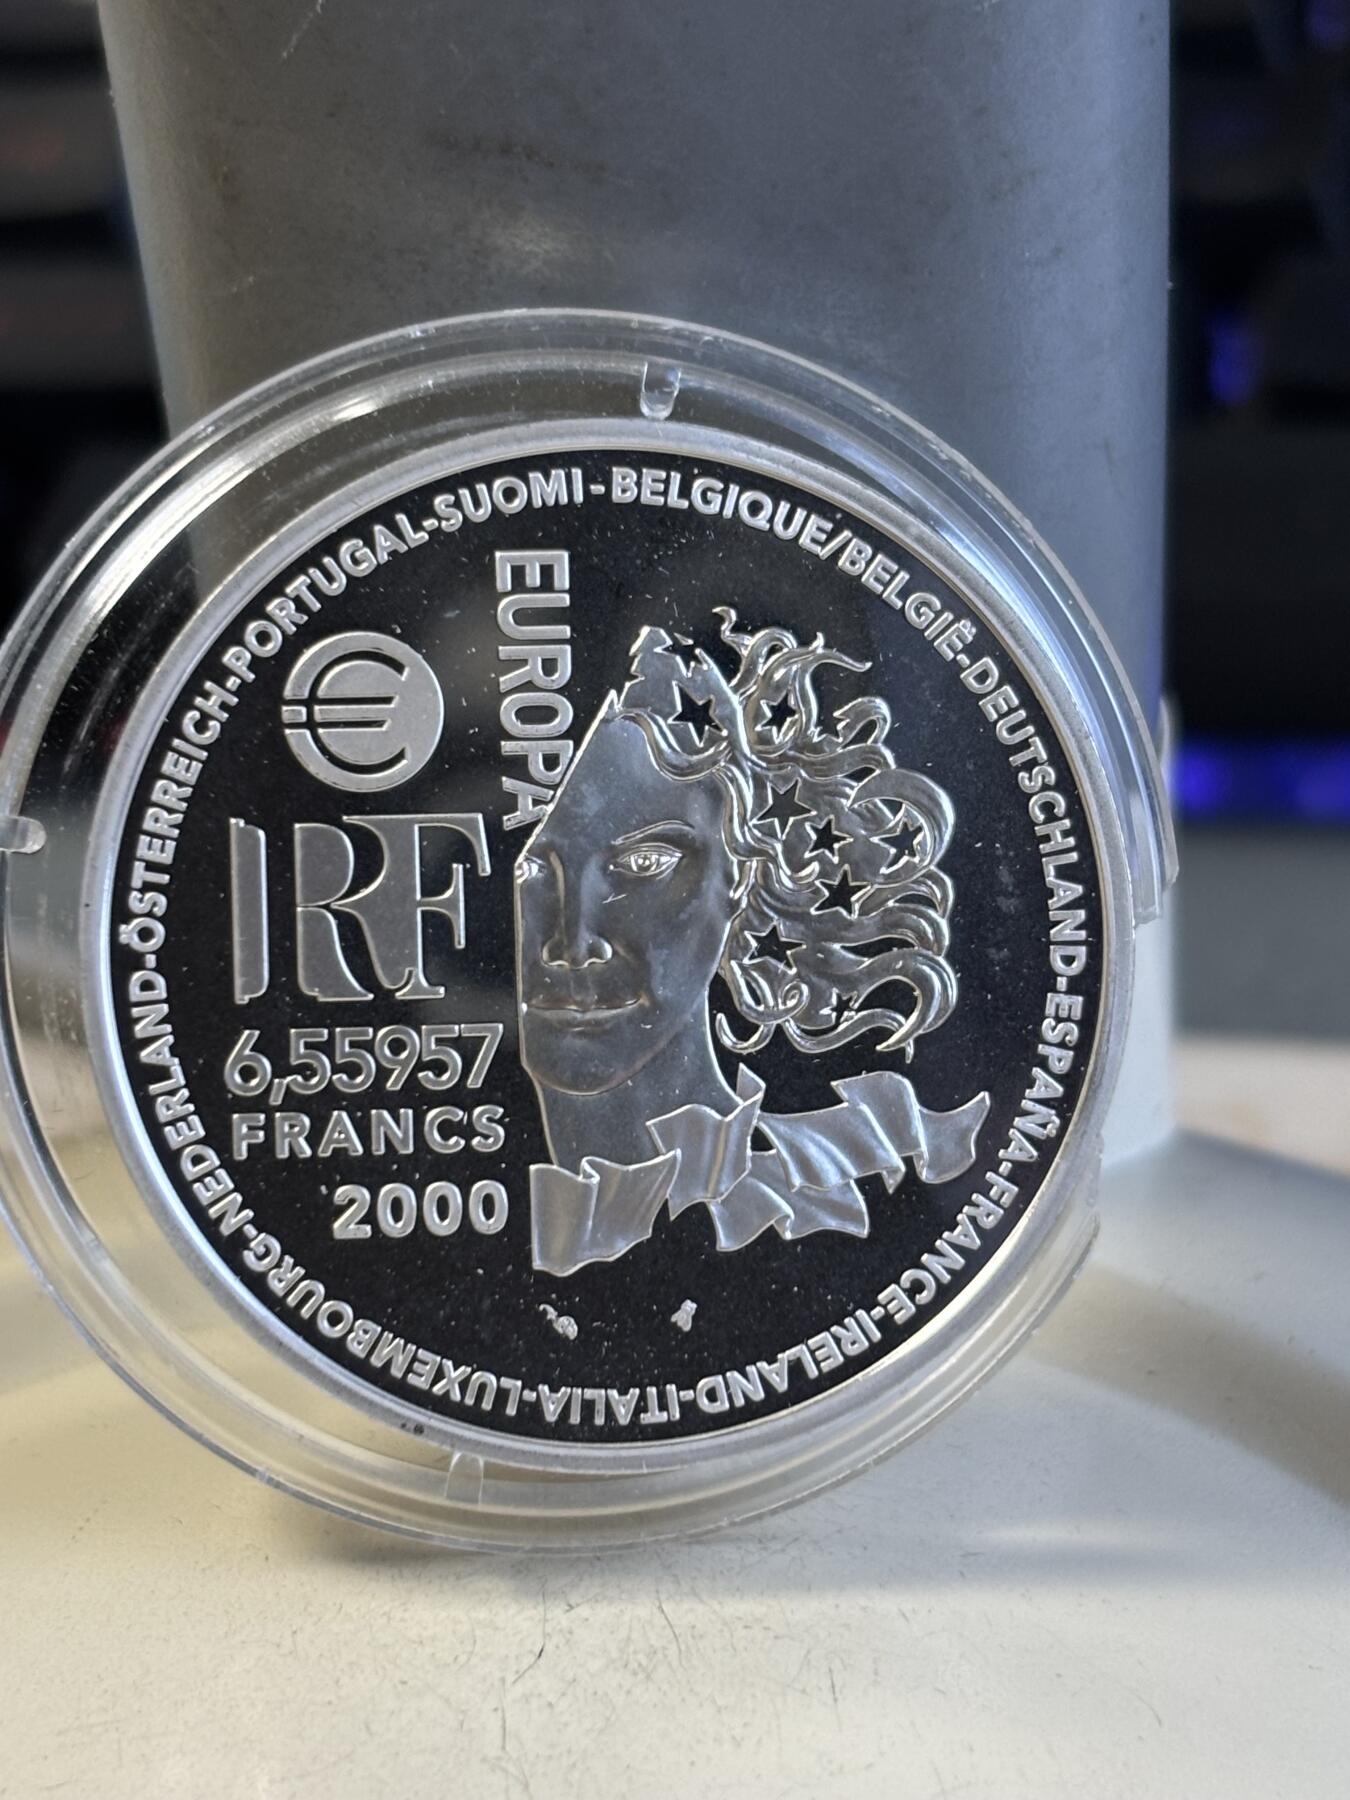 BELGIQUE/BELGIË-DEUTSCHLAND-ESPAÑA-FRANCE-IRELAND-ITALIA-LUXEMBOURG-NEDERLAND-ÖSTERREICH-PORTUGAL-SUOMI-
EUROPA
€
RF
6,55957
FRANCS
2000